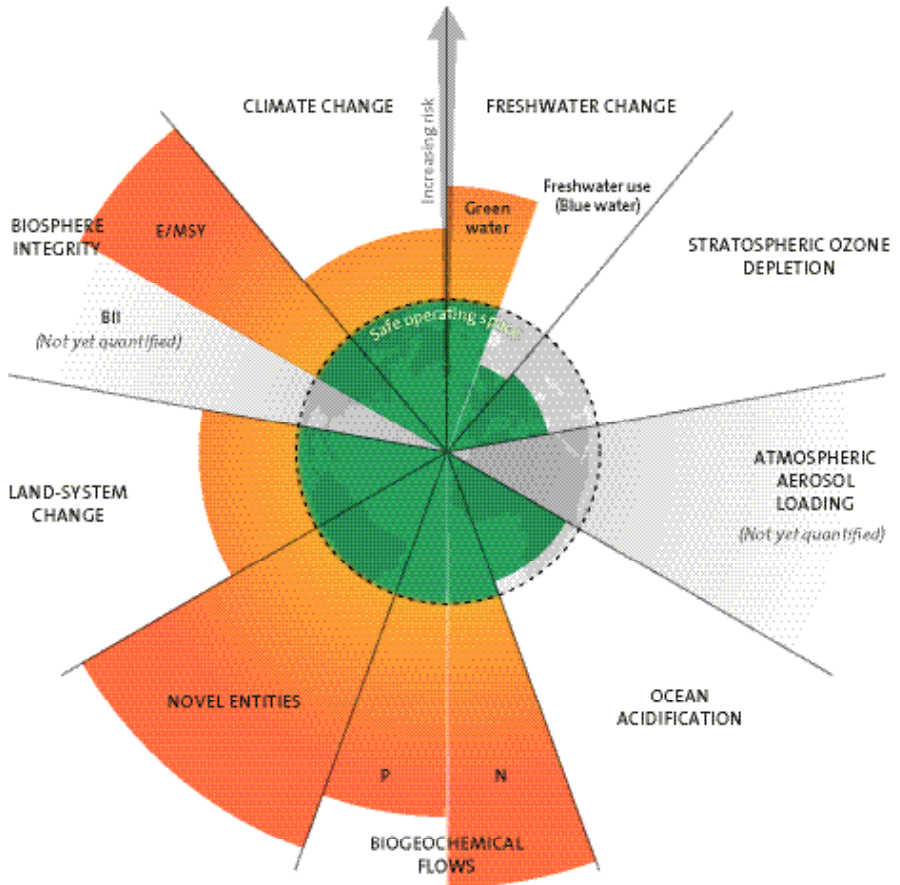 CLIMATE CHANGE
FRESHWATER CHANGE
Increasing risk
Green
water
Freshwater use
(Blue water)
STRATOSPHERIC OZONE
DEPLETION
BIOSPHERE
INTEGRITY
E/MSY
BII
(Not yet quantified)
Safe operating space
LAND-SYSTEM
CHANGE
ATMOSPHERIC
AEROSOL
LOADING
(Not yet quantified)
NOVEL ENTITIES
OCEAN
ACIDIFICATION
P
N
BIOGEOCHEMICAL
FLOWS